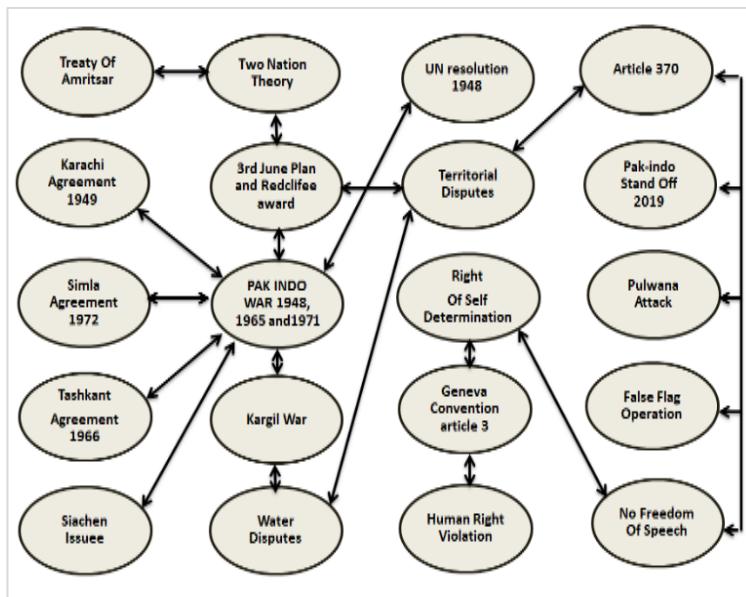 Treaty Of
Amritsar
Two Nation
Theory
UN resolution
1948
Article 370
Karachi
Agreement
1949
3rd June Plan
and Redclifee
award
Territorial
Disputes
Pak-indo
Stand Off
2019
Simla
Agreement
1972
PAK INDO
WAR 1948,
1965 and1971
Right
Of Self
Determination
Pulwana
Attack
Tashkant
Agreement
1966
Kargil War
Geneva
Convention
article 3
False Flag
Operation
Siachen
Issuee
Water
Disputes
Human Right
Violation
No Freedom
Of Speech